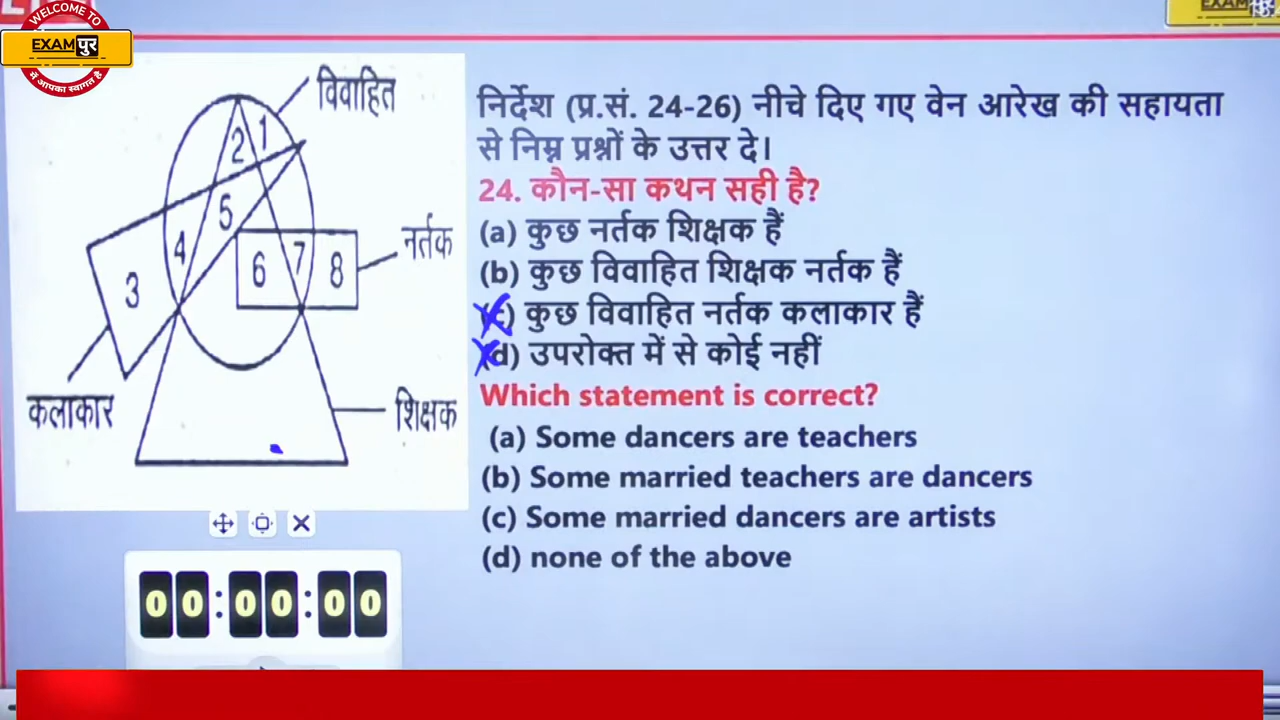 WELCOME TO
EXAMपुर
में आपका स्वागत है
EXAMपुर
विवाहित
2 1
5
4
3
6 7 8
नर्तक
कलाकार
शिक्षक
निर्देश (प्र.सं. 24-26) नीचे दिए गए वेन आरेख की सहायता
से निम्न प्रश्नों के उत्तर दे।
24. कौन-सा कथन सही है?
(a) कुछ नर्तक शिक्षक हैं
(b) कुछ विवाहित शिक्षक नर्तक हैं
(c) कुछ विवाहित नर्तक कलाकार हैं
(d) उपरोक्त में से कोई नहीं
Which statement is correct?
(a) Some dancers are teachers
(b) Some married teachers are dancers
(c) Some married dancers are artists
(d) none of the above
00:00:00